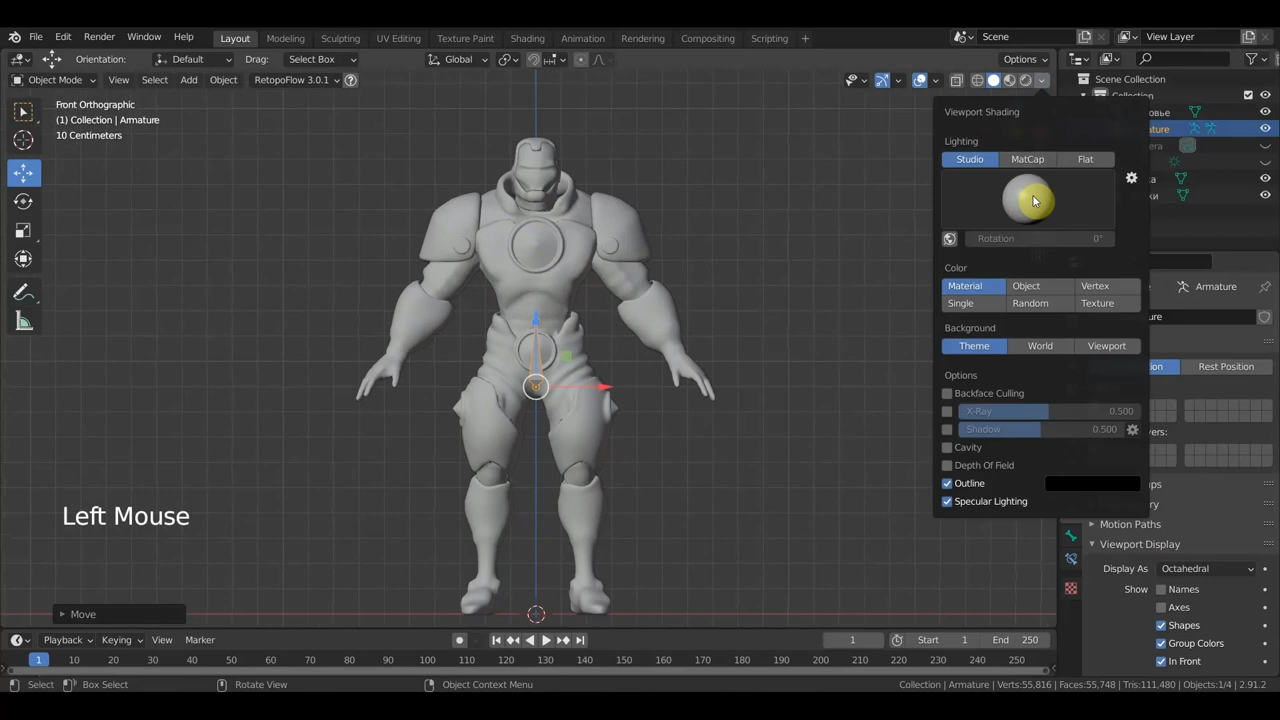 File Edit Render Window Help Layout Modeling Sculpting UV Editing Texture Paint Shading Animation Rendering Compositing Scripting + Scene View Layer
Orientation: Default Drag: Select Box Global Options
Object Mode View Select Add Object RetopoFlow 3.0.1 Scene Collection
Collection
Front Orthographic
(1) Collection | Armature
10 Centimeters
Viewport Shading
Lighting
Studio MatCap Flat
Rotation 0°
Color
Material Object Vertex
Single Random Texture
Background
Theme World Viewport
Options
Backface Culling
X-Ray 0.500
Shadow 0.500
Cavity
Depth Of Field
Outline
Specular Lighting
Armature
Rest Position
Motion Paths
Viewport Display
Display As Octahedral
Show Names
Axes
Shapes
Group Colors
In Front
Left Mouse
Move
Playback Keying View Marker 1 Start 1 End 250
1 10 20 30 40 50 60 70 80 90 100 110 120 130 140 150 160 170 180 190 200 210 220 230 240 250
Select Box Select Rotate View Object Context Menu Collection | Armature | Verts:55,816 | Faces:55,748 | Tris:111,480 | Objects:1/4 | 2.91.2